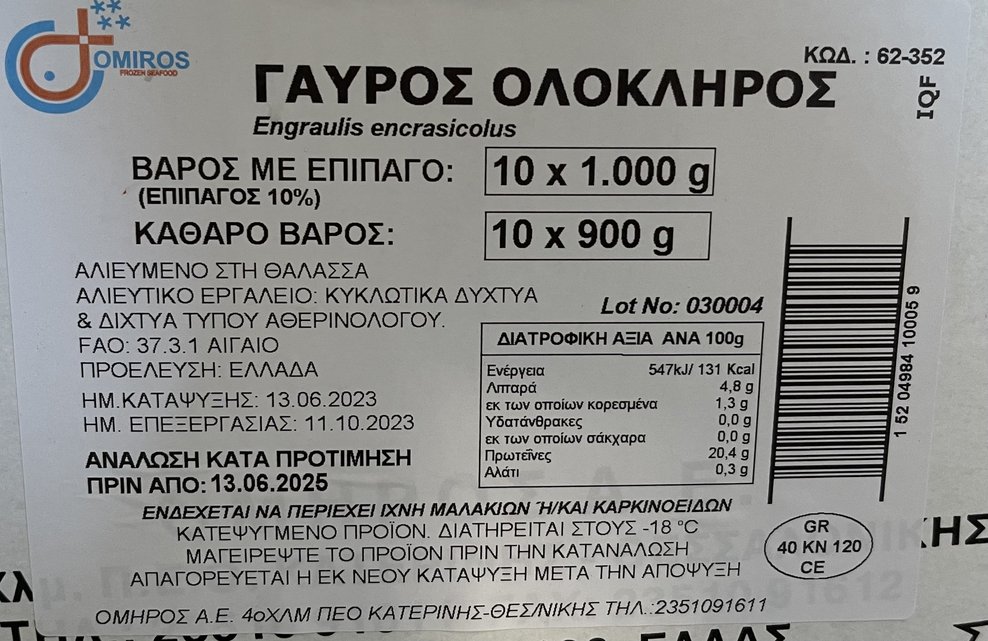 OMIROS
FROZEN SEAFOOD
ΚΩΔ. : 62-352
IQF
ΓΑΥΡΟΣ ΟΛΟΚΛΗΡΟΣ
Engraulis encrasicolus
ΒΑΡΟΣ ΜΕ ΕΠΙΠΑΓΟ: 10 x 1.000 g
(ΕΠΙΠΑΓΟΣ 10%)
ΚΑΘΑΡΟ ΒΑΡΟΣ: 10 x 900 g
ΑΛΙΕΥΜΕΝΟ ΣΤΗ ΘΑΛΑΣΣΑ
ΑΛΙΕΥΤΙΚΟ ΕΡΓΑΛΕΙΟ: ΚΥΚΛΩΤΙΚΑ ΔΥΧΤΥΑ
& ΔΙΧΤΥΑ ΤΥΠΟΥ ΑΘΕΡΙΝΟΛΟΓΟΥ.
FAO: 37.3.1 ΑΙΓΑΙΟ
ΠΡΟΕΛΕΥΣΗ: ΕΛΛΑΔΑ
ΗΜ.ΚΑΤΑΨΥΞΗΣ: 13.06.2023
ΗΜ. ΕΠΕΞΕΡΓΑΣΙΑΣ: 11.10.2023
ΑΝΑΛΩΣΗ ΚΑΤΑ ΠΡΟΤΙΜΗΣΗ
ΠΡΙΝ ΑΠΟ: 13.06.2025
Lot No: 030004
ΔΙΑΤΡΟΦΙΚΗ ΑΞΙΑ ΑΝΑ 100g
Ενέργεια 547kJ/ 131 Kcal
Λιπαρά 4,8 g
εκ των οποίων κορεσμένα 1,3 g
Υδατάνθρακες 0,0 g
εκ των οποίων σάκχαρα 0,0 g
Πρωτεΐνες 20,4 g
Αλάτι 0,3 g
1 52 04984 10005 9
ΕΝΔΕΧΕΤΑΙ ΝΑ ΠΕΡΙΕΧΕΙ ΙΧΝΗ ΜΑΛΑΚΙΩΝ Ή/ΚΑΙ ΚΑΡΚΙΝΟΕΙΔΩΝ
ΚΑΤΕΨΥΓΜΕΝΟ ΠΡΟΪΟΝ. ΔΙΑΤΗΡΕΙΤΑΙ ΣΤΟΥΣ -18 °C
ΜΑΓΕΙΡΕΨΤΕ ΤΟ ΠΡΟΪΟΝ ΠΡΙΝ ΤΗΝ ΚΑΤΑΝΑΛΩΣΗ
ΑΠΑΓΟΡΕΥΕΤΑΙ Η ΕΚ ΝΕΟΥ ΚΑΤΑΨΥΞΗ ΜΕΤΑ ΤΗΝ ΑΠΟΨΥΞΗ
GR
40 KN 120
CE
ΟΜΗΡΟΣ Α.Ε. 4οΧΛΜ ΠΕΟ ΚΑΤΕΡΙΝΗΣ-ΘΕΣ/ΝΙΚΗΣ ΤΗΛ.:2351091611